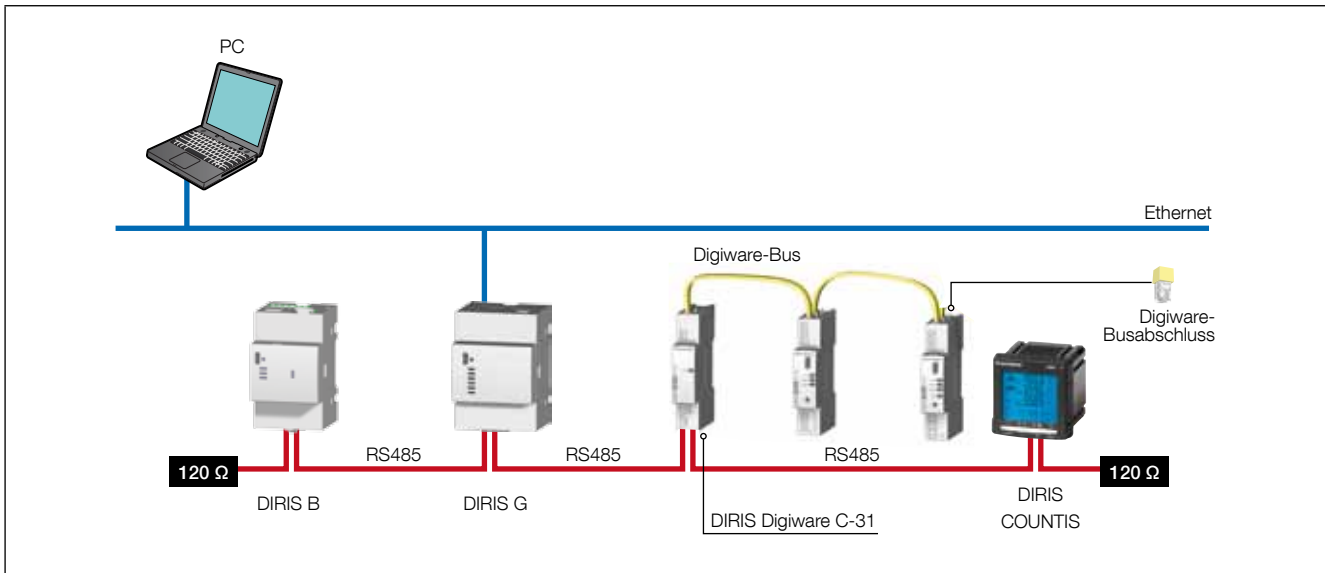 PC
Ethernet
Digiware-Bus
Digiware-
Busabschluss
RS485
RS485
RS485
120 Ω
120 Ω
DIRIS B
DIRIS G
DIRIS Digiware C-31
DIRIS
COUNTIS